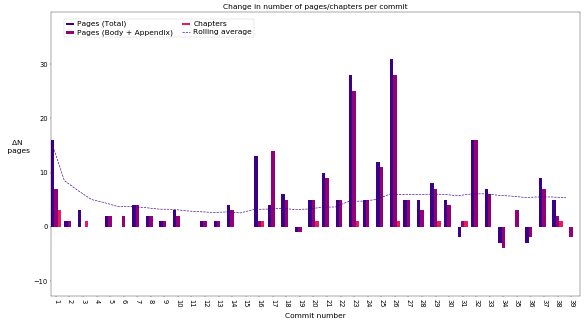 Change in number of pages/chapters per commit
Pages (Total)
Pages (Body + Appendix)
Chapters
Rolling average
ΔN
pages
30
20
10
0
−10
1 2 3 4 5 6 7 8 9 10 11 12 13 14 15 16 17 18 19 20 21 22 23 24 25 26 27 28 29 30 31 32 33 34 35 36 37 38 39
Commit number